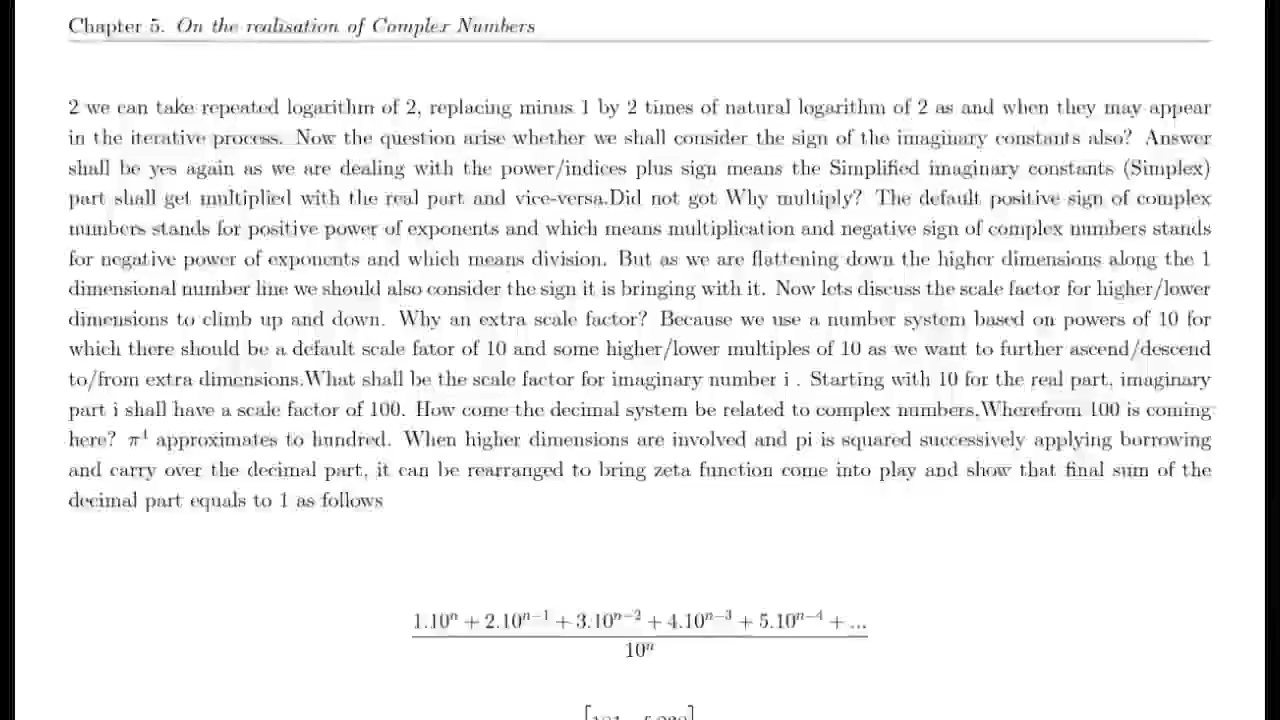 Chapter 5. On the realisation of Complex Numbers
2 we can take repeated logarithm of 2, replacing minus 1 by 2 times of natural logarithm of 2 as and when they may appear
in the iterative process. Now the question arise whether we shall consider the sign of the imaginary constants also? Answer
shall be yes again as we are dealing with the power/indices plus sign means the Simplified imaginary constants (Simplex)
part shall get multiplied with the real part and vice-versa.Did not got Why multiply? The default positive sign of complex
numbers stands for positive power of exponents and which means multiplication and negative sign of complex numbers stands
for negative power of exponents and which means division. But as we are flattening down the higher dimensions along the 1
dimensional number line we should also consider the sign it is bringing with it. Now lets discuss the scale factor for higher/lower
dimensions to climb up and down. Why an extra scale factor? Because we use a number system based on powers of 10 for
which there should be a default scale fator of 10 and some higher/lower multiples of 10 as we want to further ascend/descend
to/from extra dimensions.What shall be the scale factor for imaginary number i . Starting with 10 for the real part, imaginary
part i shall have a scale factor of 100. How come the decimal system be related to complex numbers.Wherefrom 100 is coming
here? π⁴ approximates to hundred. When higher dimensions are involved and pi is squared successively applying borrowing
and carry over the decimal part, it can be rearranged to bring zeta function come into play and show that final sum of the
decimal part equals to 1 as follows
1.10ⁿ + 2.10ⁿ⁻¹ + 3.10ⁿ⁻² + 4.10ⁿ⁻³ + 5.10ⁿ⁻⁴ + ...
10ⁿ